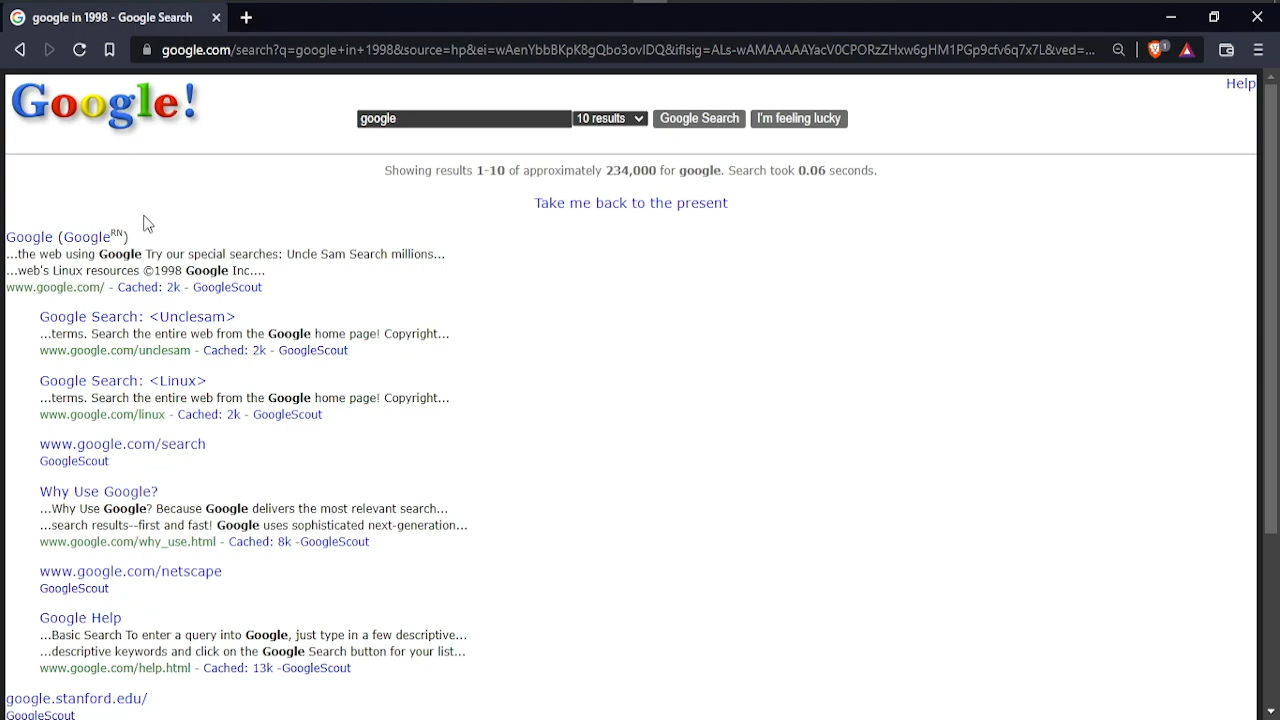 google in 1998 - Google Search
google.com/search?q=google+in+1998&source=hp&ei=wAenYbbBKpK8gQbo3ovIDQ&iflsig=ALs-wAMAAAAAYacV0CPORzZHxw6gHM1PGp9cfv6q7x7L&ved=...
1
Help
Google!
google 10 results Google Search I'm feeling lucky
Showing results 1-10 of approximately 234,000 for google. Search took 0.06 seconds.
Take me back to the present
Google (GoogleRN)
...the web using Google Try our special searches: Uncle Sam Search millions...
...web's Linux resources ©1998 Google Inc....
www.google.com/ - Cached: 2k - GoogleScout
Google Search: <Unclesam>
...terms. Search the entire web from the Google home page! Copyright...
www.google.com/unclesam - Cached: 2k - GoogleScout
Google Search: <Linux>
...terms. Search the entire web from the Google home page! Copyright...
www.google.com/linux - Cached: 2k - GoogleScout
www.google.com/search
GoogleScout
Why Use Google?
...Why Use Google? Because Google delivers the most relevant search...
...search results--first and fast! Google uses sophisticated next-generation...
www.google.com/why_use.html - Cached: 8k -GoogleScout
www.google.com/netscape
GoogleScout
Google Help
...Basic Search To enter a query into Google, just type in a few descriptive...
...descriptive keywords and click on the Google Search button for your list...
www.google.com/help.html - Cached: 13k -GoogleScout
google.stanford.edu/
GoogleScout